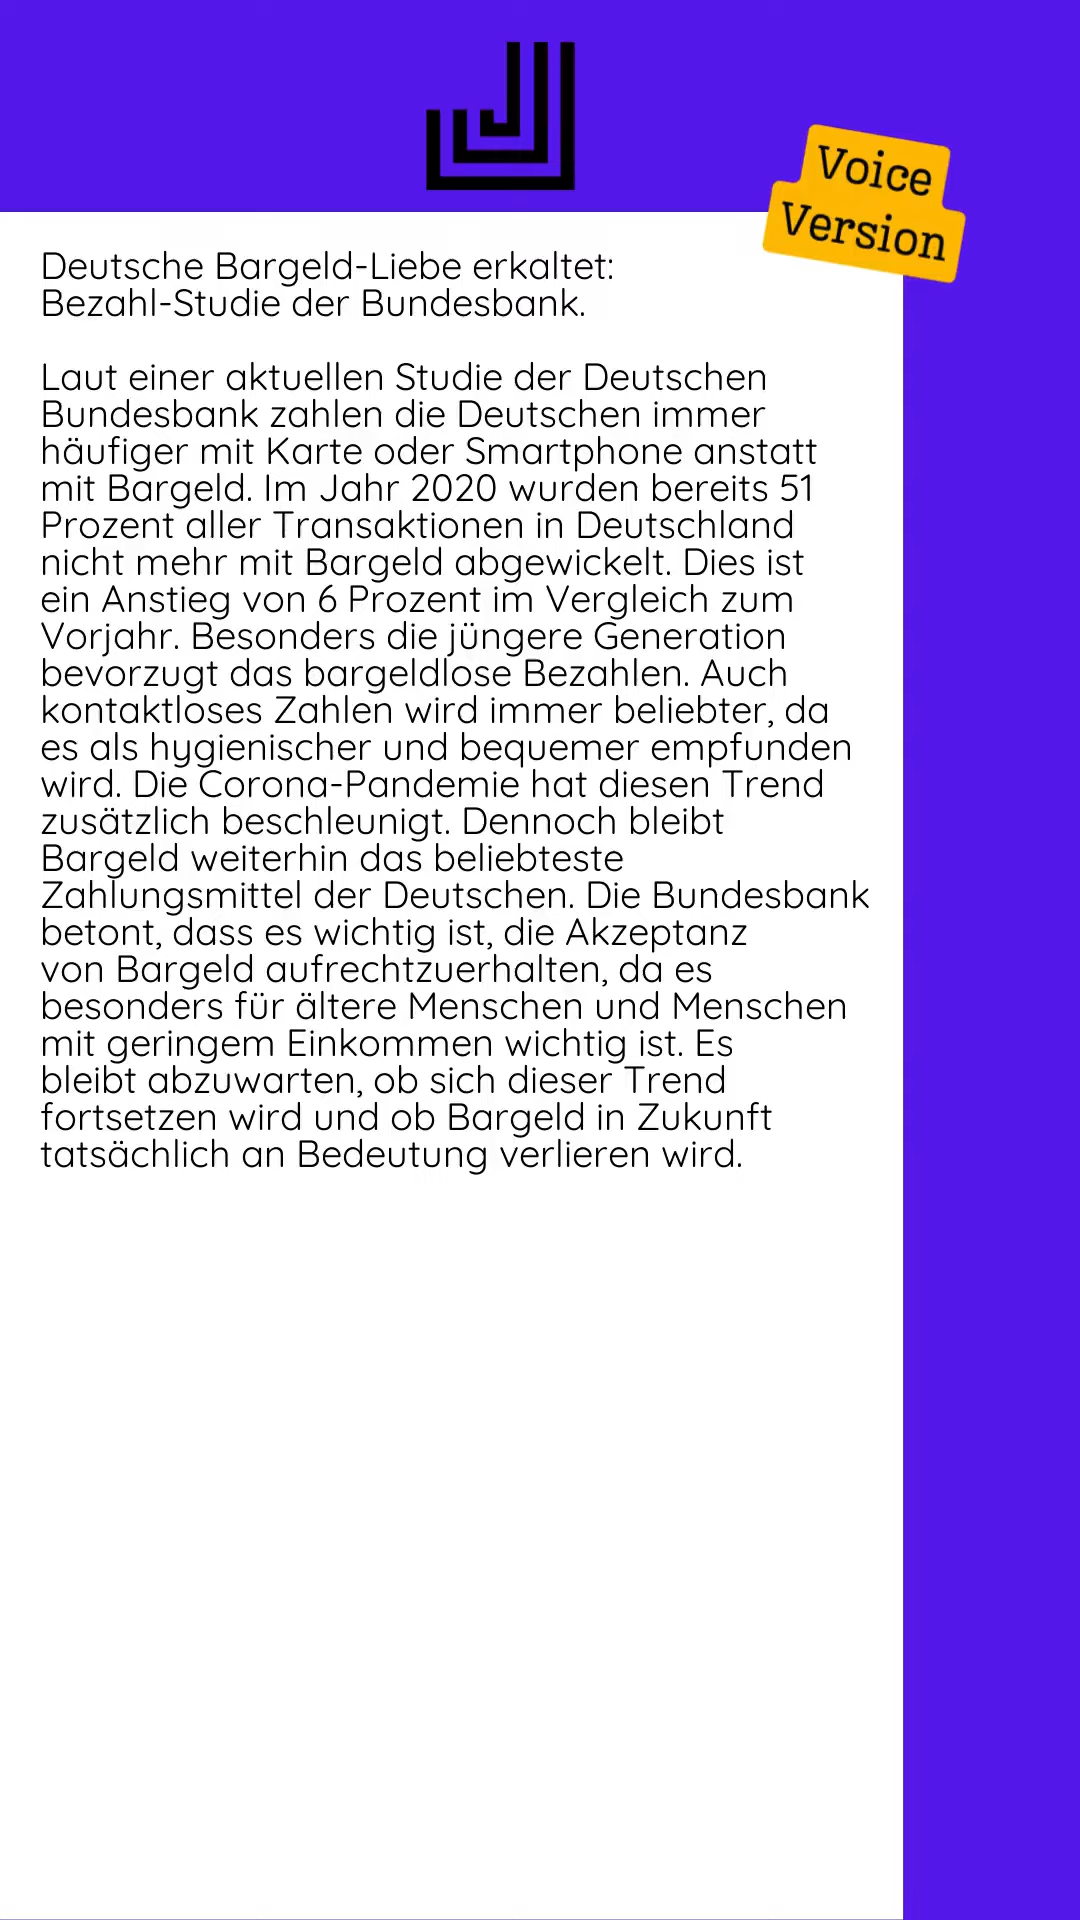 Voice
Version
Deutsche Bargeld-Liebe erkaltet:
Bezahl-Studie der Bundesbank.
Laut einer aktuellen Studie der Deutschen
Bundesbank zahlen die Deutschen immer
häufiger mit Karte oder Smartphone anstatt
mit Bargeld. Im Jahr 2020 wurden bereits 51
Prozent aller Transaktionen in Deutschland
nicht mehr mit Bargeld abgewickelt. Dies ist
ein Anstieg von 6 Prozent im Vergleich zum
Vorjahr. Besonders die jüngere Generation
bevorzugt das bargeldlose Bezahlen. Auch
kontaktloses Zahlen wird immer beliebter, da
es als hygienischer und bequemer empfunden
wird. Die Corona-Pandemie hat diesen Trend
zusätzlich beschleunigt. Dennoch bleibt
Bargeld weiterhin das beliebteste
Zahlungsmittel der Deutschen. Die Bundesbank
betont, dass es wichtig ist, die Akzeptanz
von Bargeld aufrechtzuerhalten, da es
besonders für ältere Menschen und Menschen
mit geringem Einkommen wichtig ist. Es
bleibt abzuwarten, ob sich dieser Trend
fortsetzen wird und ob Bargeld in Zukunft
tatsächlich an Bedeutung verlieren wird.